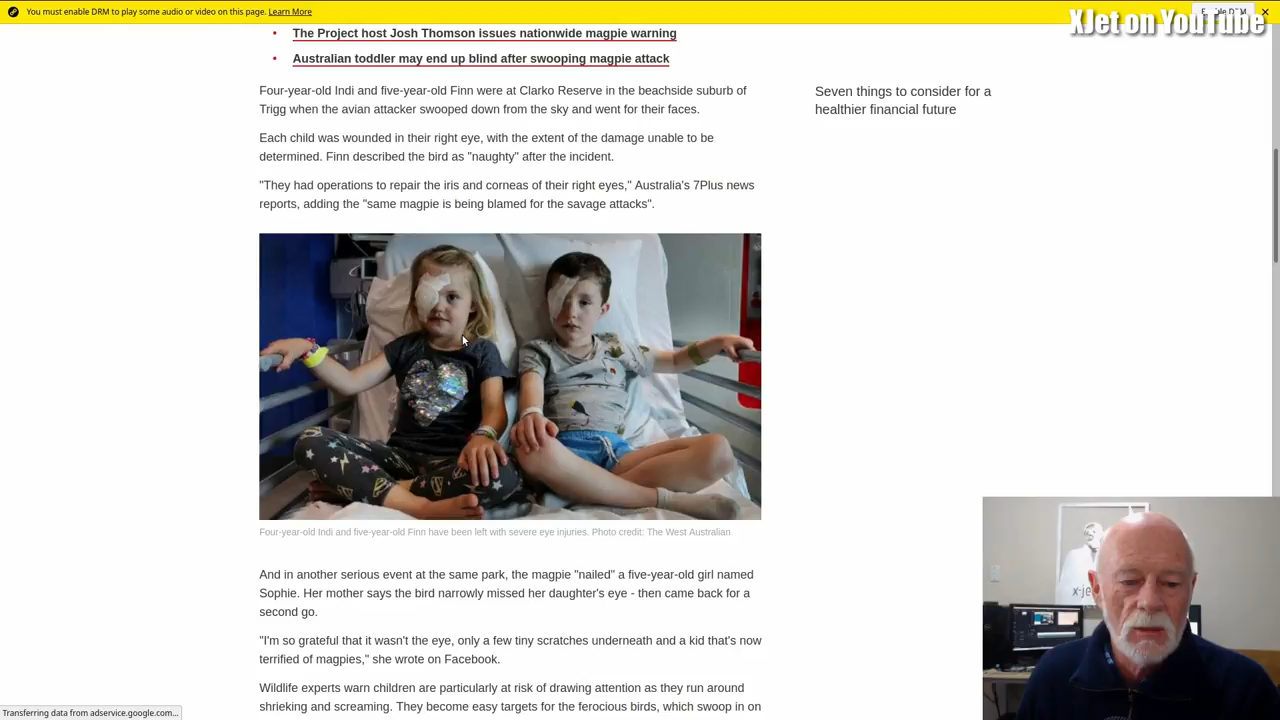 You must enable DRM to play some audio or video on this page. Learn More
XJet on YouTube
• The Project host Josh Thomson issues nationwide magpie warning
• Australian toddler may end up blind after swooping magpie attack
Four-year-old Indi and five-year-old Finn were at Clarko Reserve in the beachside suburb of
Trigg when the avian attacker swooped down from the sky and went for their faces.
Each child was wounded in their right eye, with the extent of the damage unable to be
determined. Finn described the bird as "naughty" after the incident.
"They had operations to repair the iris and corneas of their right eyes," Australia's 7Plus news
reports, adding the "same magpie is being blamed for the savage attacks".
Seven things to consider for a
healthier financial future
Four-year-old Indi and five-year-old Finn have been left with severe eye injuries. Photo credit: The West Australian
And in another serious event at the same park, the magpie "nailed" a five-year-old girl named
Sophie. Her mother says the bird narrowly missed her daughter's eye - then came back for a
second go.
"I'm so grateful that it wasn't the eye, only a few tiny scratches underneath and a kid that's now
terrified of magpies," she wrote on Facebook.
Wildlife experts warn children are particularly at risk of drawing attention as they run around
shrieking and screaming. They become easy targets for the ferocious birds, which swoop in on
x-je
Transferring data from adservice.google.com...